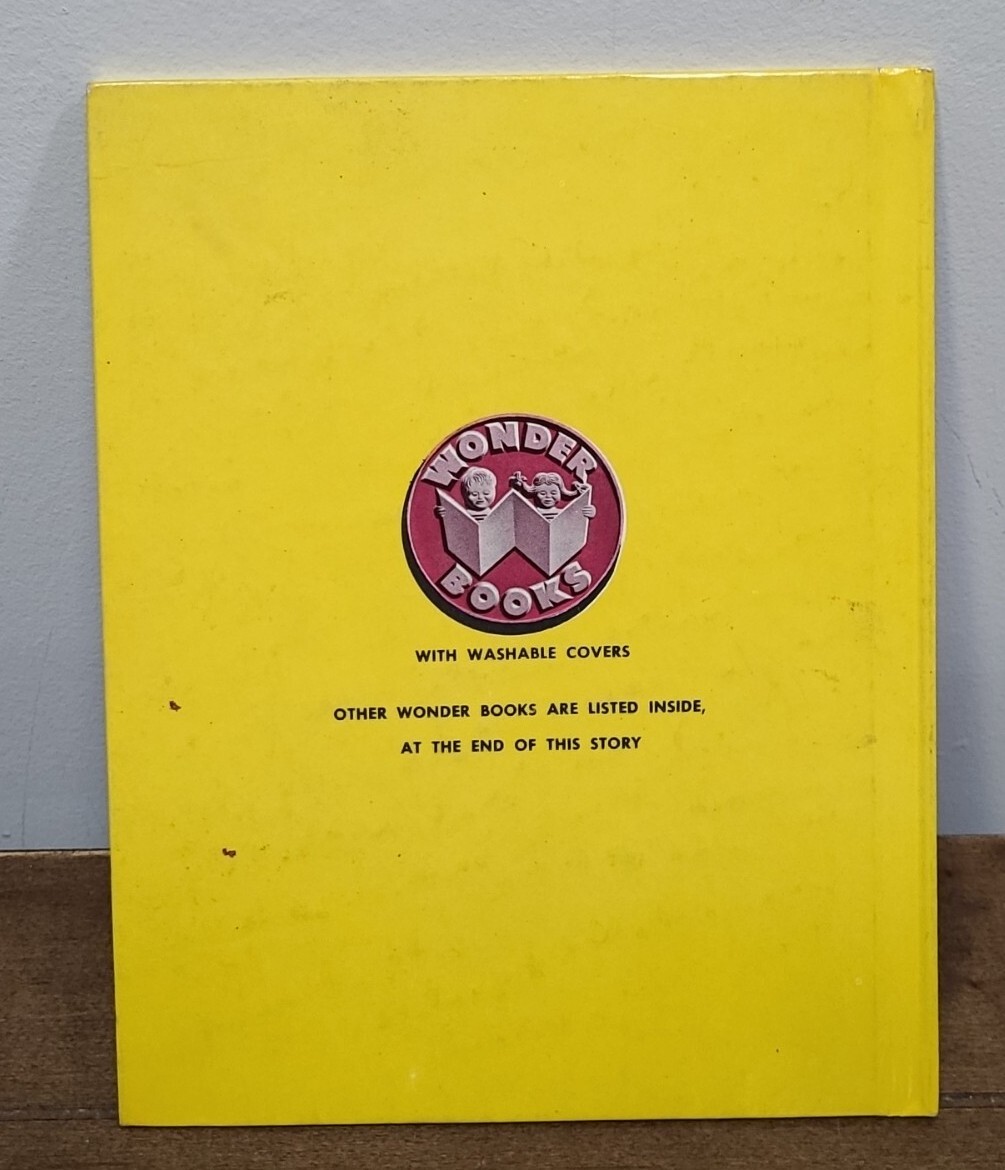 WONDER
BOOKS
WITH WASHABLE COVERS
OTHER WONDER BOOKS ARE LISTED INSIDE,
AT THE END OF THIS STORY